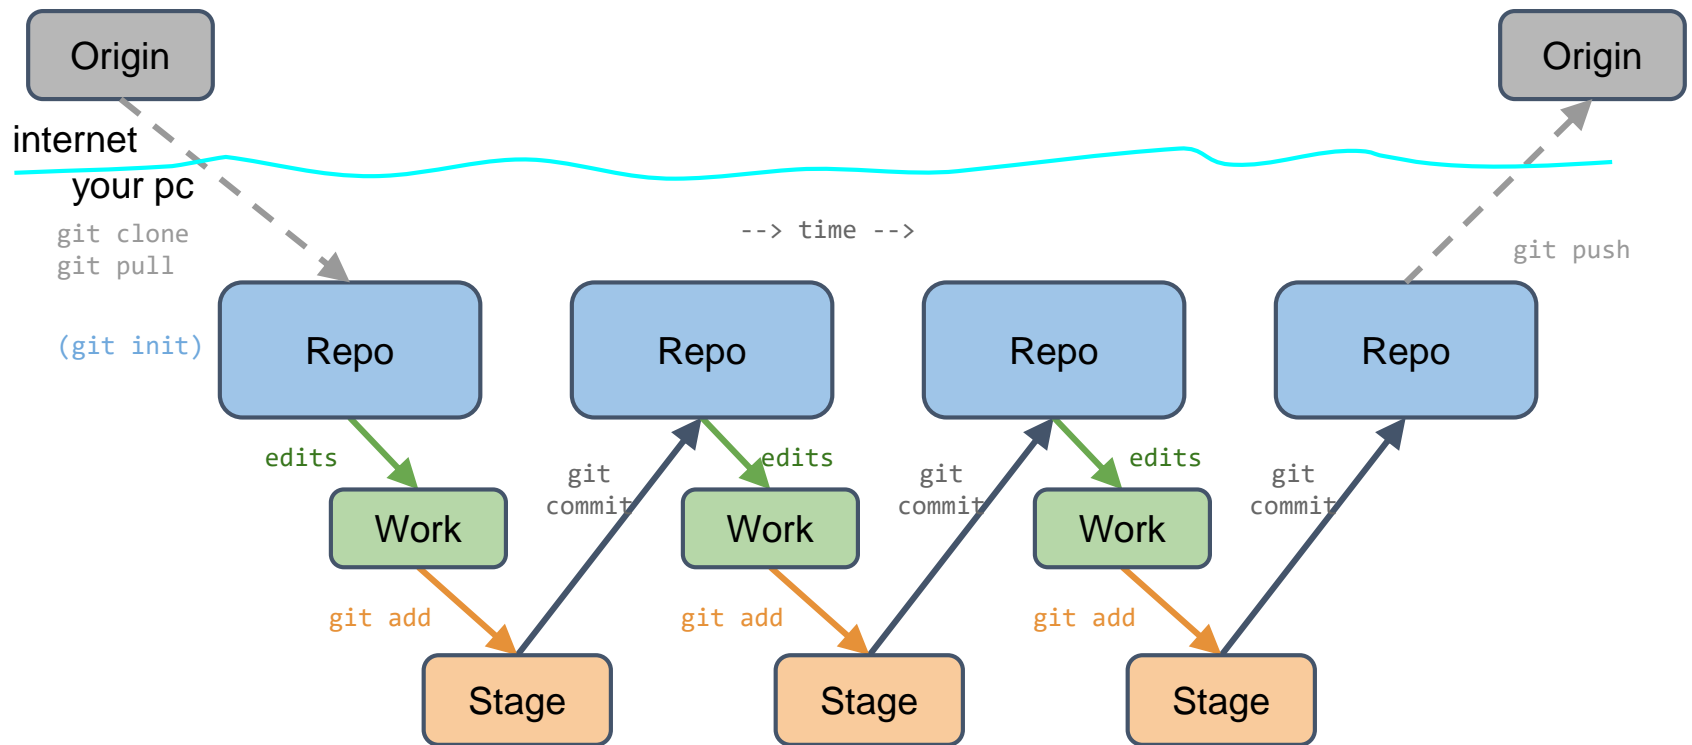 Origin
Origin
internet
your pc
git clone
git pull
--> time -->
git push
(git init)
Repo
Repo
Repo
Repo
edits
edits
edits
git
commit
git
commit
git
commit
Work
Work
Work
git add
git add
git add
Stage
Stage
Stage